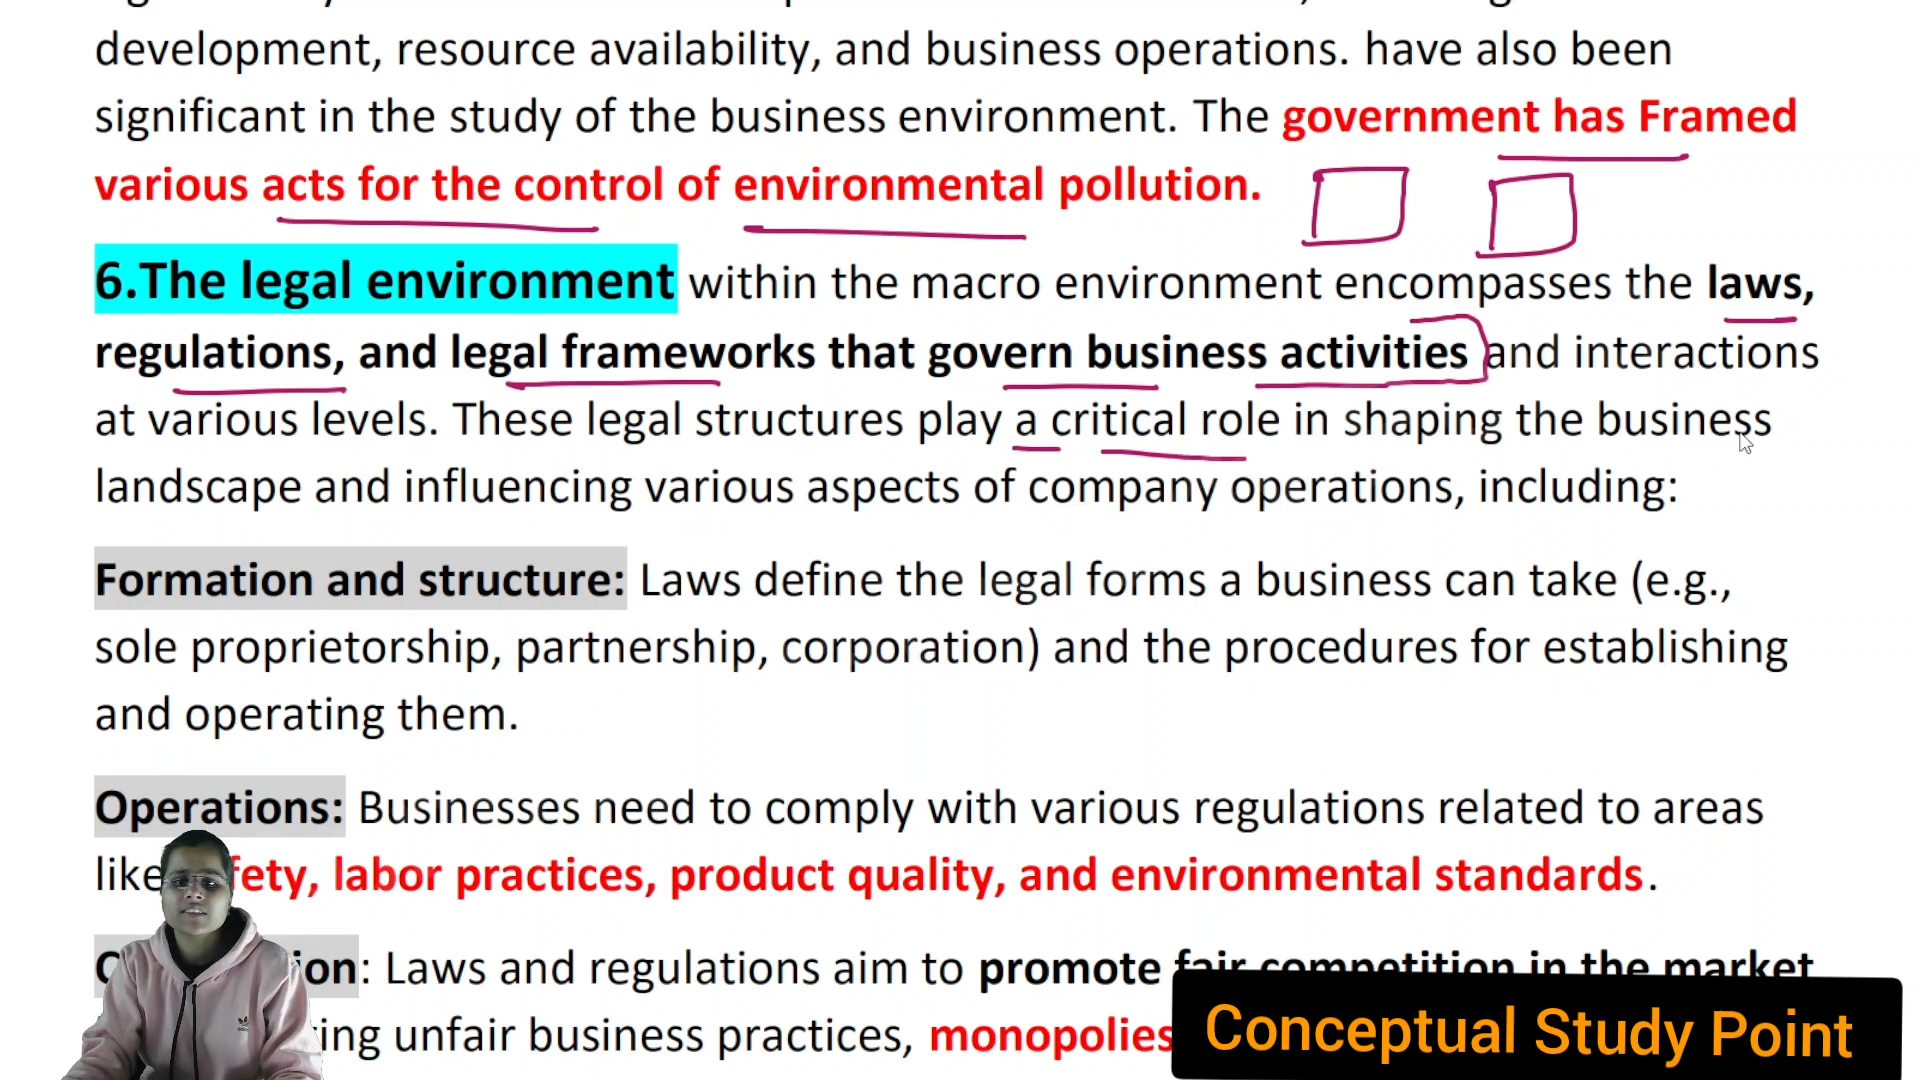 development, resource availability, and business operations. have also been
significant in the study of the business environment. The government has Framed
various acts for the control of environmental pollution.
6.The legal environment within the macro environment encompasses the laws,
regulations, and legal frameworks that govern business activities and interactions
at various levels. These legal structures play a critical role in shaping the business
landscape and influencing various aspects of company operations, including:
Formation and structure: Laws define the legal forms a business can take (e.g.,
sole proprietorship, partnership, corporation) and the procedures for establishing
and operating them.
Operations: Businesses need to comply with various regulations related to areas
like fety, labor practices, product quality, and environmental standards.
ion: Laws and regulations aim to promote fair competition in the market
ing unfair business practices, monopolies
Conceptual Study Point